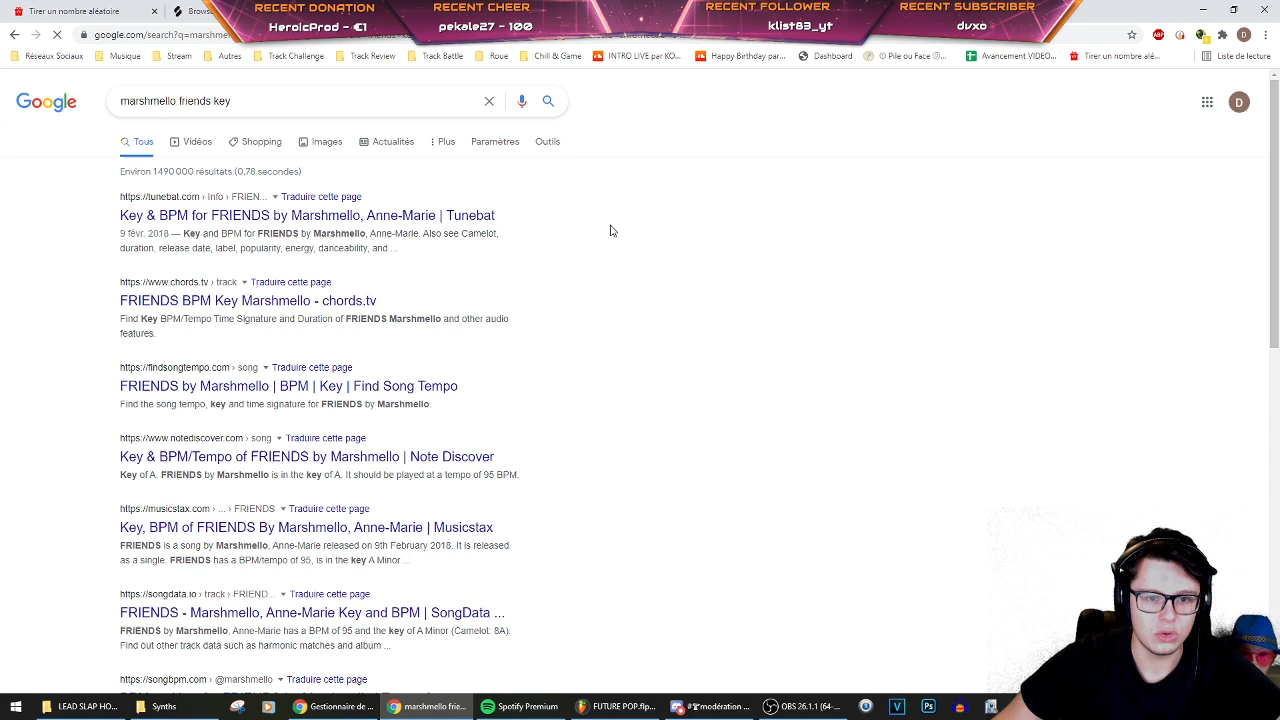 RECENT DONATION
HeroicProd - €1
RECENT CHEER
pekale27 - 100
RECENT FOLLOWER
klist83_yt
RECENT SUBSCRIBER
dvxo
Tirer un nombre aléatoire
Brows
google.com/search?q=marshme
Réseaux Sociaux
Musique
Stream
Autres
Track Challenge
Track Review
Track Battle
Roue
Chill & Game
INTRO LIVE par KO...
Happy Birthday par...
Dashboard
Pile ou Face
Avancement VIDEO...
Tirer un nombre alé...
Liste de lecture
Google
marshmello friends key
D
Tous
Vidéos
Shopping
Images
Actualités
Plus
Paramètres
Outils
Environ 1 490 000 résultats (0,78 secondes)
https://tunebat.com › Info › FRIEN... Traduire cette page
Key & BPM for FRIENDS by Marshmello, Anne-Marie | Tunebat
9 févr. 2018 — Key and BPM for FRIENDS by Marshmello, Anne-Marie. Also see Camelot,
duration, release date, label, popularity, energy, danceability, and ...
https://www.chords.tv › track Traduire cette page
FRIENDS BPM Key Marshmello - chords.tv
Find Key BPM/Tempo Time Signature and Duration of FRIENDS Marshmello and other audio
features.
https://findsongtempo.com › song Traduire cette page
FRIENDS by Marshmello | BPM | Key | Find Song Tempo
Find the song tempo, key and time signature for FRIENDS by Marshmello.
https://www.notediscover.com › song Traduire cette page
Key & BPM/Tempo of FRIENDS by Marshmello | Note Discover
Key of A. FRIENDS by Marshmello is in the key of A. It should be played at a tempo of 95 BPM.
https://musicstax.com › ... › FRIENDS Traduire cette page
Key, BPM of FRIENDS By Marshmello, Anne-Marie | Musicstax
FRIENDS is a song by Marshmello, Anne-Marie released on 9th February 2018. It is released
as a single. FRIENDS has a BPM/tempo of 95, is in the key A Minor ...
https://songdata.io › track › FRIEND... Traduire cette page
FRIENDS - Marshmello, Anne-Marie Key and BPM | SongData ...
FRIENDS by Marshmello, Anne-Marie has a BPM of 95 and the key of A Minor (Camelot: 8A).
Find out other track data such as harmonic matches and album ...
https://songbpm.com › @marshmello Traduire cette page
LEAD SLAP HO...
Synths
Gestionnaire de ...
marshmello frie...
Spotify Premium
FUTURE POP.flp...
modération ...
OBS 26.1.1 (64-...